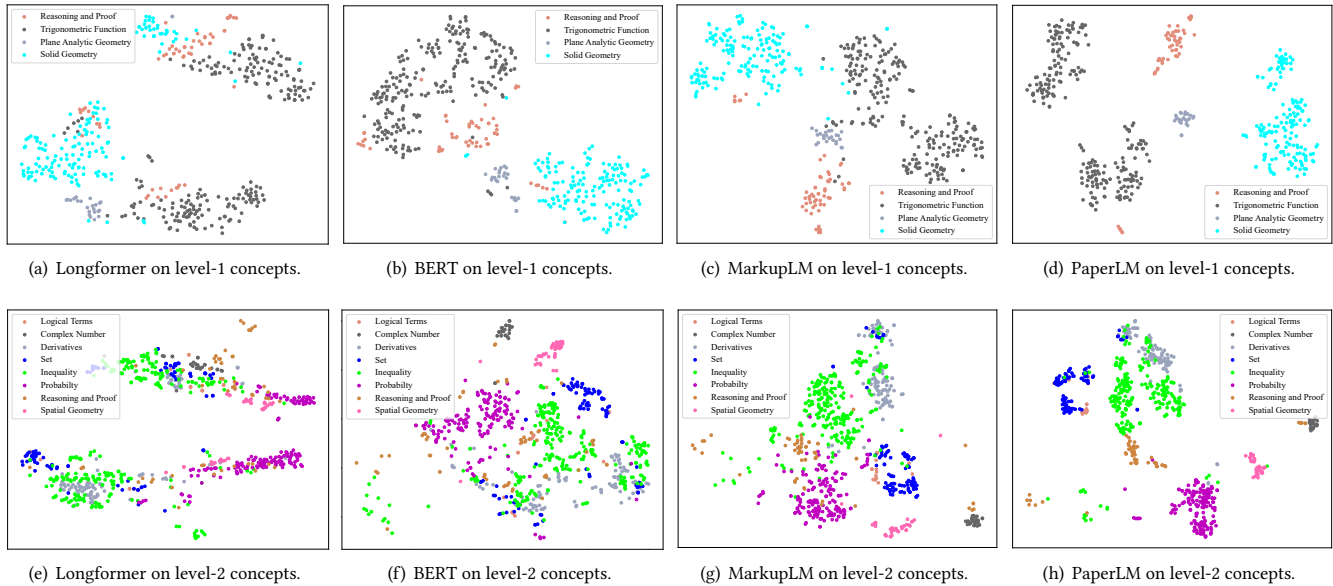 Reasoning and Proof
Trigonometric Function
Plane Analytic Geometry
Solid Geometry
(a) Longformer on level-1 concepts.
Reasoning and Proof
Trigonometric Function
Plane Analytic Geometry
Solid Geometry
(b) BERT on level-1 concepts.
Reasoning and Proof
Trigonometric Function
Plane Analytic Geometry
Solid Geometry
(c) MarkupLM on level-1 concepts.
Reasoning and Proof
Trigonometric Function
Plane Analytic Geometry
Solid Geometry
(d) PaperLM on level-1 concepts.
Logical Terms
Complex Number
Derivatives
Set
Inequality
Probabilty
Reasoning and Proof
Spatial Geometry
(e) Longformer on level-2 concepts.
Logical Terms
Complex Number
Derivatives
Set
Inequality
Probabilty
Reasoning and Proof
Spatial Geometry
(f) BERT on level-2 concepts.
Logical Terms
Complex Number
Derivatives
Set
Inequality
Probabilty
Reasoning and Proof
Spatial Geometry
(g) MarkupLM on level-2 concepts.
Logical Terms
Complex Number
Derivatives
Set
Inequality
Probabilty
Reasoning and Proof
Spatial Geometry
(h) PaperLM on level-2 concepts.